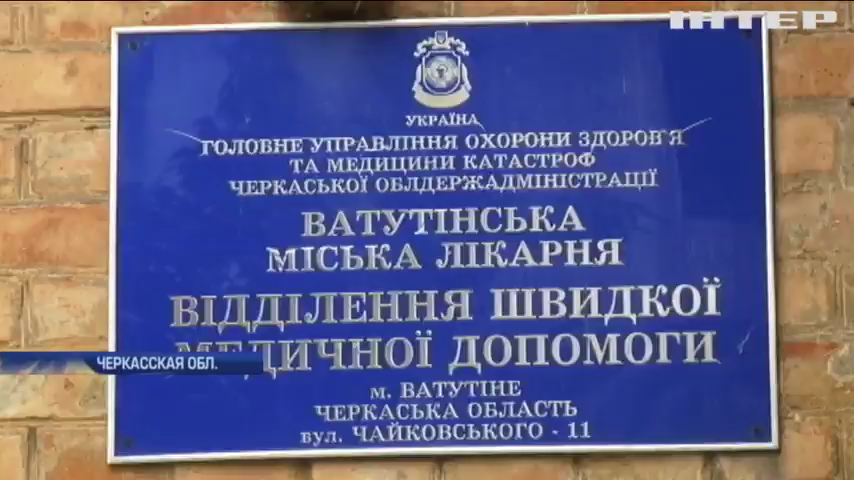 ІНТЕР
УКРАЇНА
ГОЛОВНЕ УПРАВЛІННЯ ОХОРОНИ ЗДОРОВ'Я
ТА МЕДИЦИНИ КАТАСТРОФ
ЧЕРКАСЬКОЇ ОБЛДЕРЖАДМІНІСТРАЦІЇ
ВАТУТІНСЬКА
МІСЬКА ЛІКАРНЯ
ВІДДІЛЕННЯ ШВИДКОЇ
МЕДИЧНОЇ ДОПОМОГИ
ЧЕРКАССКАЯ ОБЛ.
м. ВАТУТІНЕ
ЧЕРКАСЬКА ОБЛАСТЬ
вул. ЧАЙКОВСЬКОГО - 11